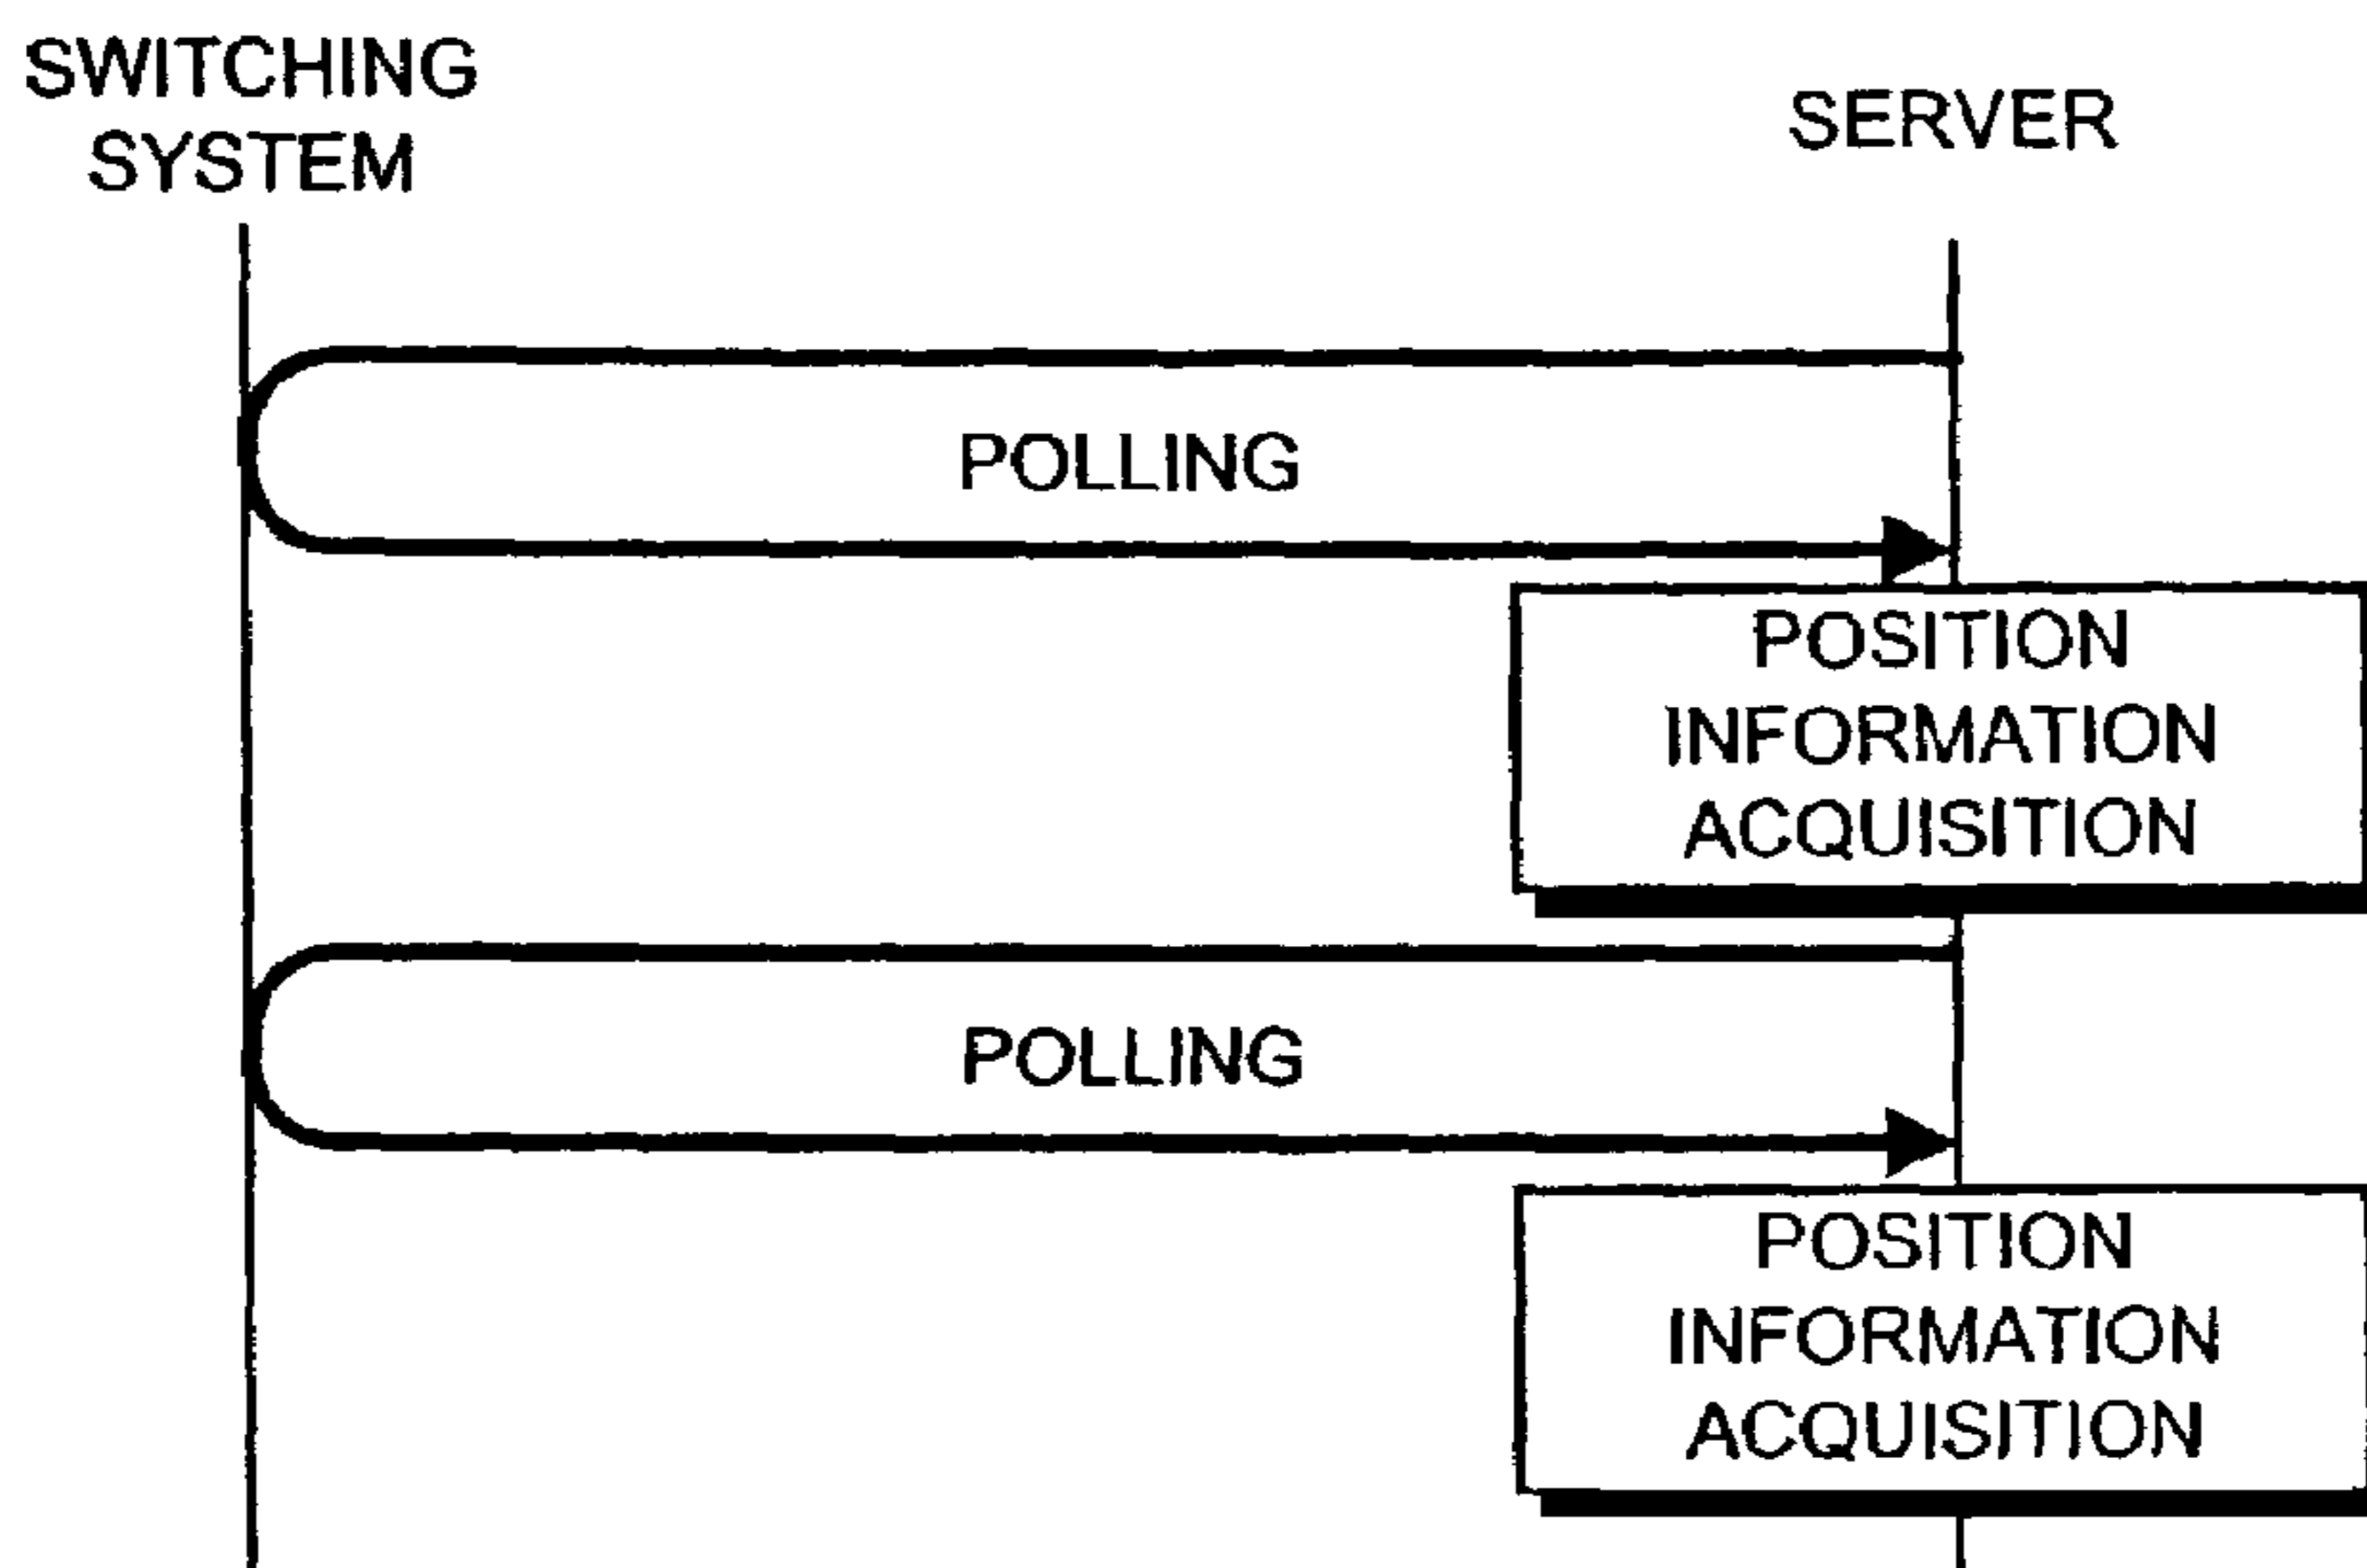 SWITCHING
SYSTEM
SERVER
POLLING
POSITION
INFORMATION
ACQUISITION
POLLING
POSITION
INFORMATION
ACQUISITION